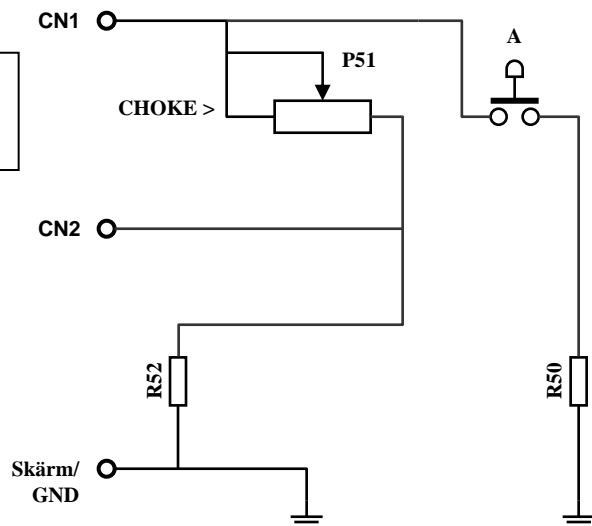 CN1
A
P51
CHOKE >
CN2
R52
R50
Skärm/
GND